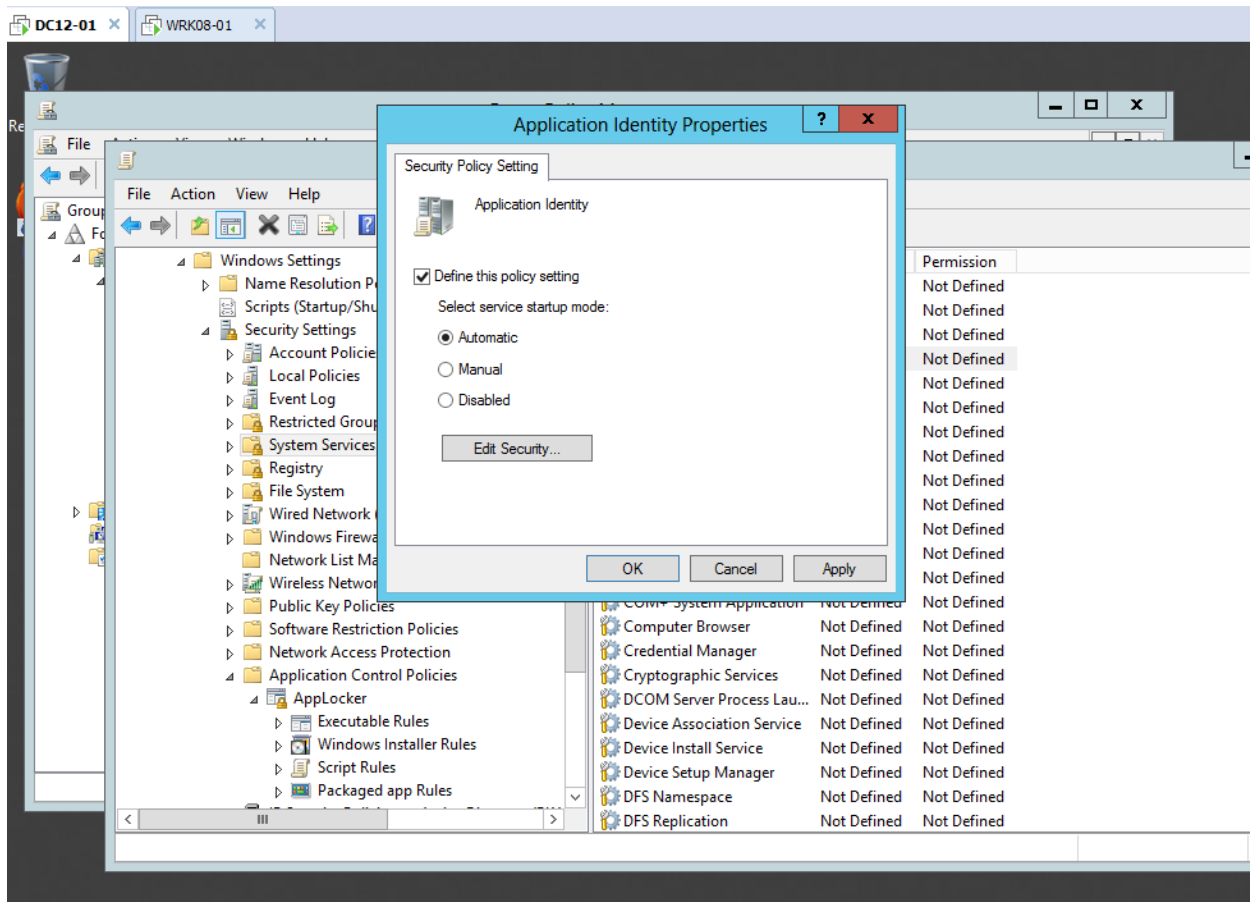 DC12-01 WRK08-01
Application Identity Properties
File
File Action View Help
Security Policy Setting
Application Identity
Define this policy setting
Select service startup mode:
Automatic
Manual
Disabled
Edit Security...
OK Cancel Apply
Windows Settings
Name Resolution P
Scripts (Startup/Shu
Security Settings
Account Policie
Local Policies
Event Log
Restricted Group
System Services
Registry
File System
Wired Network
Windows Firewa
Network List Ma
Wireless Networ
Public Key Policies
Software Restriction Policies
Network Access Protection
Application Control Policies
AppLocker
Executable Rules
Windows Installer Rules
Script Rules
Packaged app Rules
Permission
Not Defined
Not Defined
Not Defined
Not Defined
Not Defined
Not Defined
Not Defined
Not Defined
Not Defined
Not Defined
Not Defined
Not Defined
Not Defined
COM+ System Application Not Defined Not Defined
Computer Browser Not Defined Not Defined
Credential Manager Not Defined Not Defined
Cryptographic Services Not Defined Not Defined
DCOM Server Process Lau... Not Defined Not Defined
Device Association Service Not Defined Not Defined
Device Install Service Not Defined Not Defined
Device Setup Manager Not Defined Not Defined
DFS Namespace Not Defined Not Defined
DFS Replication Not Defined Not Defined